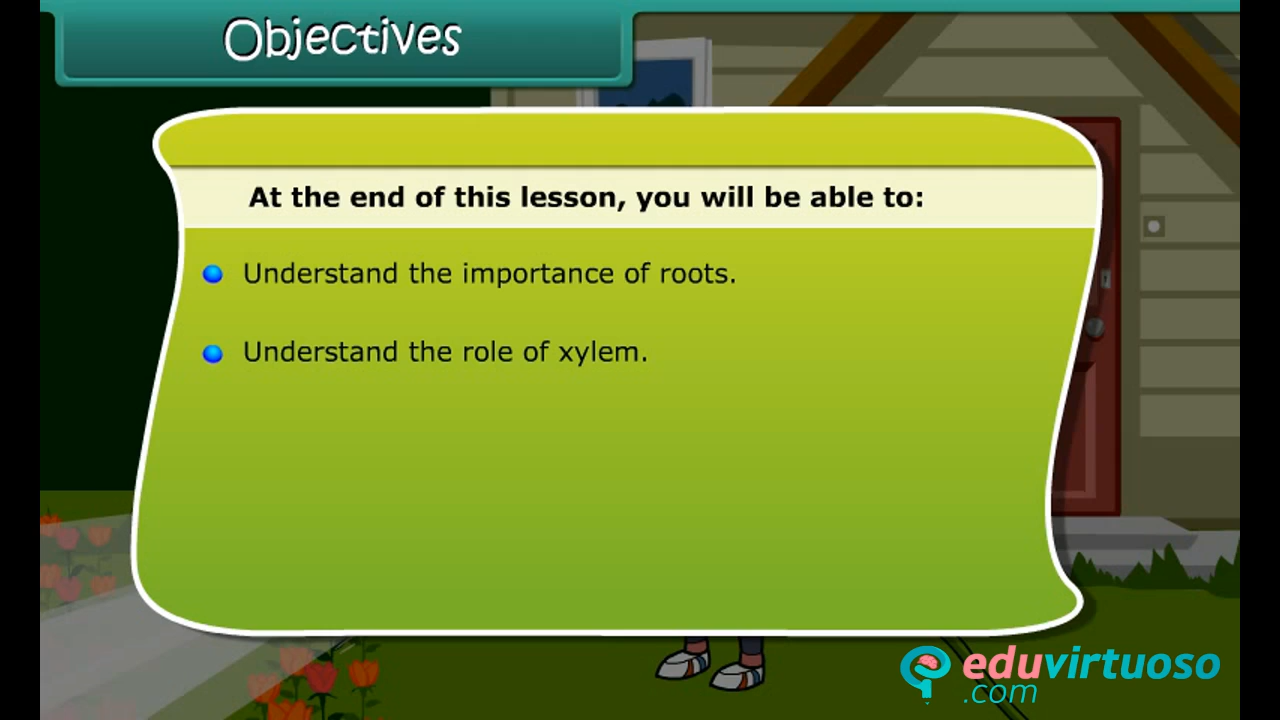 Objectives
At the end of this lesson, you will be able to:
Understand the importance of roots.
Understand the role of xylem.
eduvirtuoso
.com